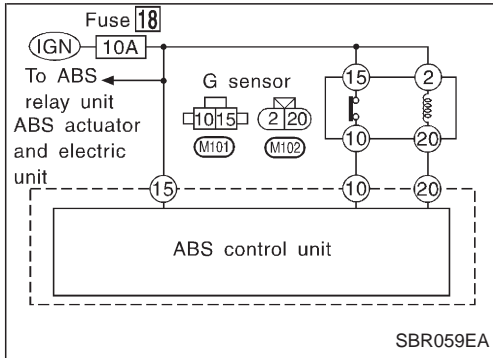 Fuse 18
IGN 10A
To ABS
relay unit
ABS actuator
and electric
unit
G sensor
10 15
2 20
M101
M102
15
2
10
20
15
10
20
ABS control unit
SBR059EA